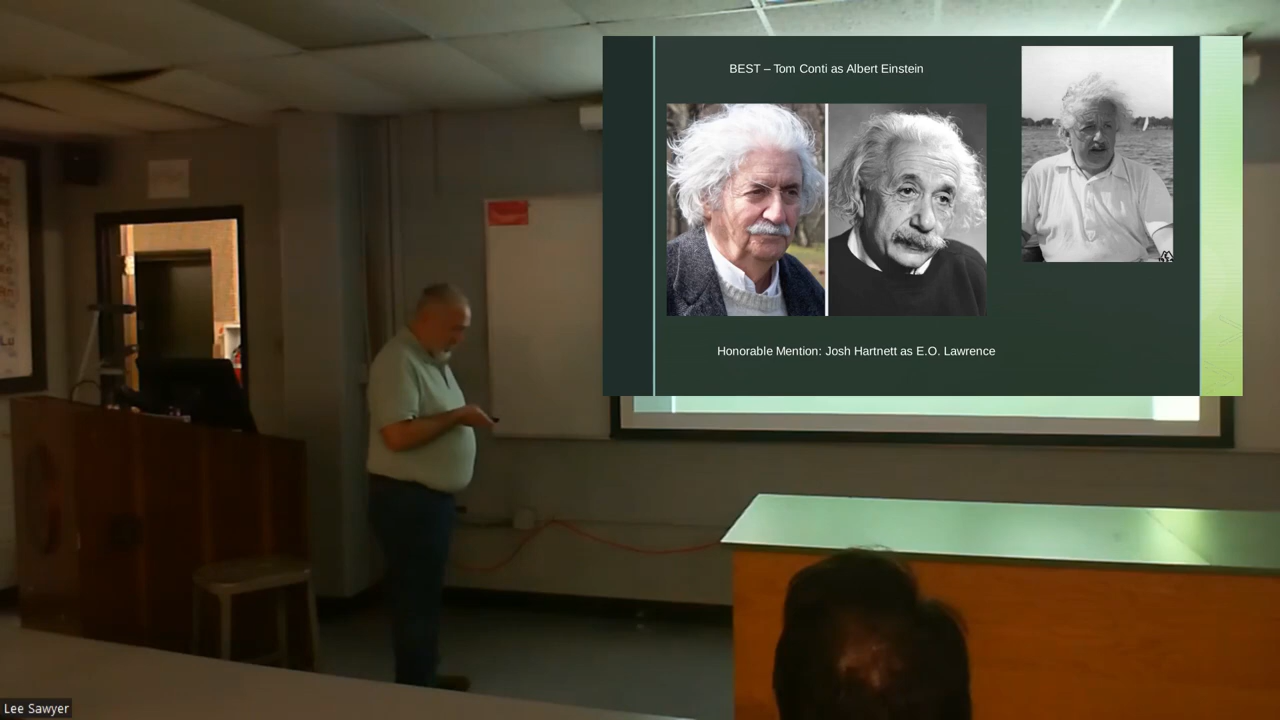 BEST – Tom Conti as Albert Einstein
Honorable Mention: Josh Hartnett as E.O. Lawrence
Lee Sawyer